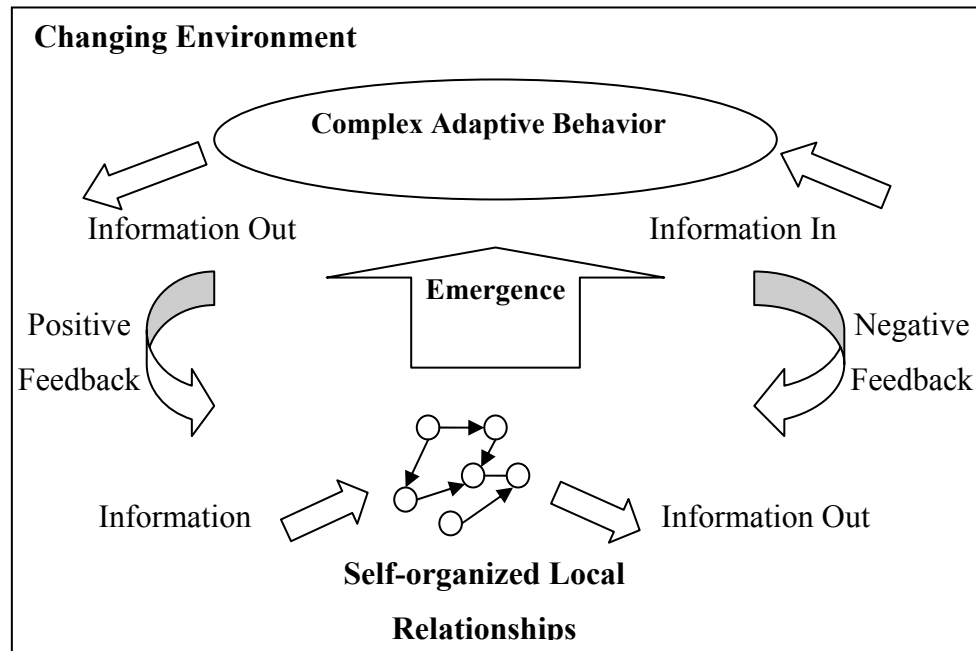 Changing Environment
Complex Adaptive Behavior
Information Out
Information In
Emergence
Positive
Feedback
Negative
Feedback
Information
Information Out
Self-organized Local
Relationships